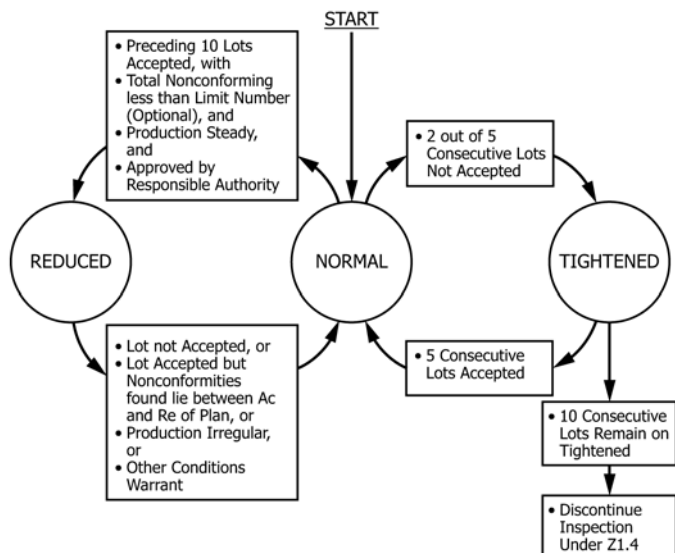 START
• Preceding 10 Lots
Accepted, with
• Total Nonconforming
less than Limit Number
(Optional), and
• Production Steady,
and
• Approved by
Responsible Authority
• 2 out of 5
Consecutive Lots
Not Accepted
REDUCED
NORMAL
TIGHTENED
• Lot not Accepted, or
• Lot Accepted but
Nonconformities
found lie between Ac
and Re of Plan, or
• Production Irregular,
or
• Other Conditions
Warrant
• 5 Consecutive
Lots Accepted
• 10 Consecutive
Lots Remain on
Tightened
• Discontinue
Inspection
Under Z1.4